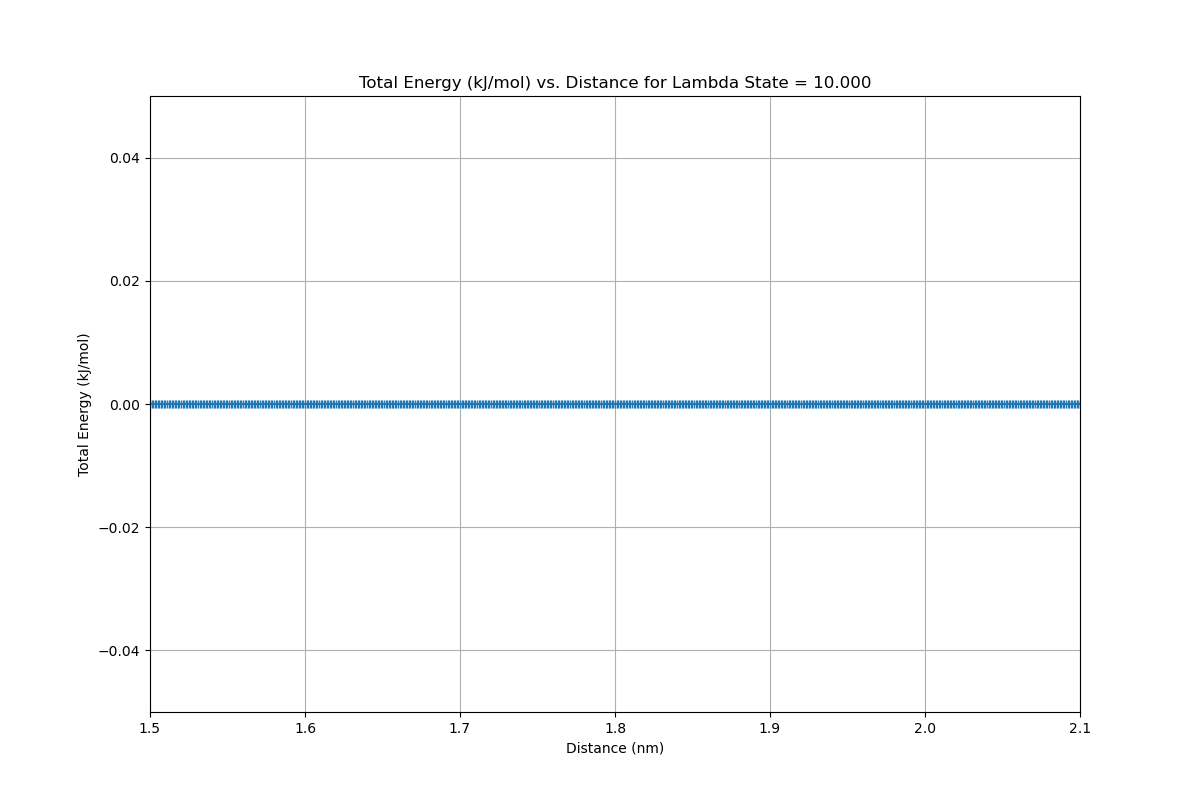 Total Energy (kJ/mol) vs. Distance for Lambda State = 10.000
0.04
0.02
0.00
−0.02
−0.04
Total Energy (kJ/mol)
1.5 1.6 1.7 1.8 1.9 2.0 2.1
Distance (nm)